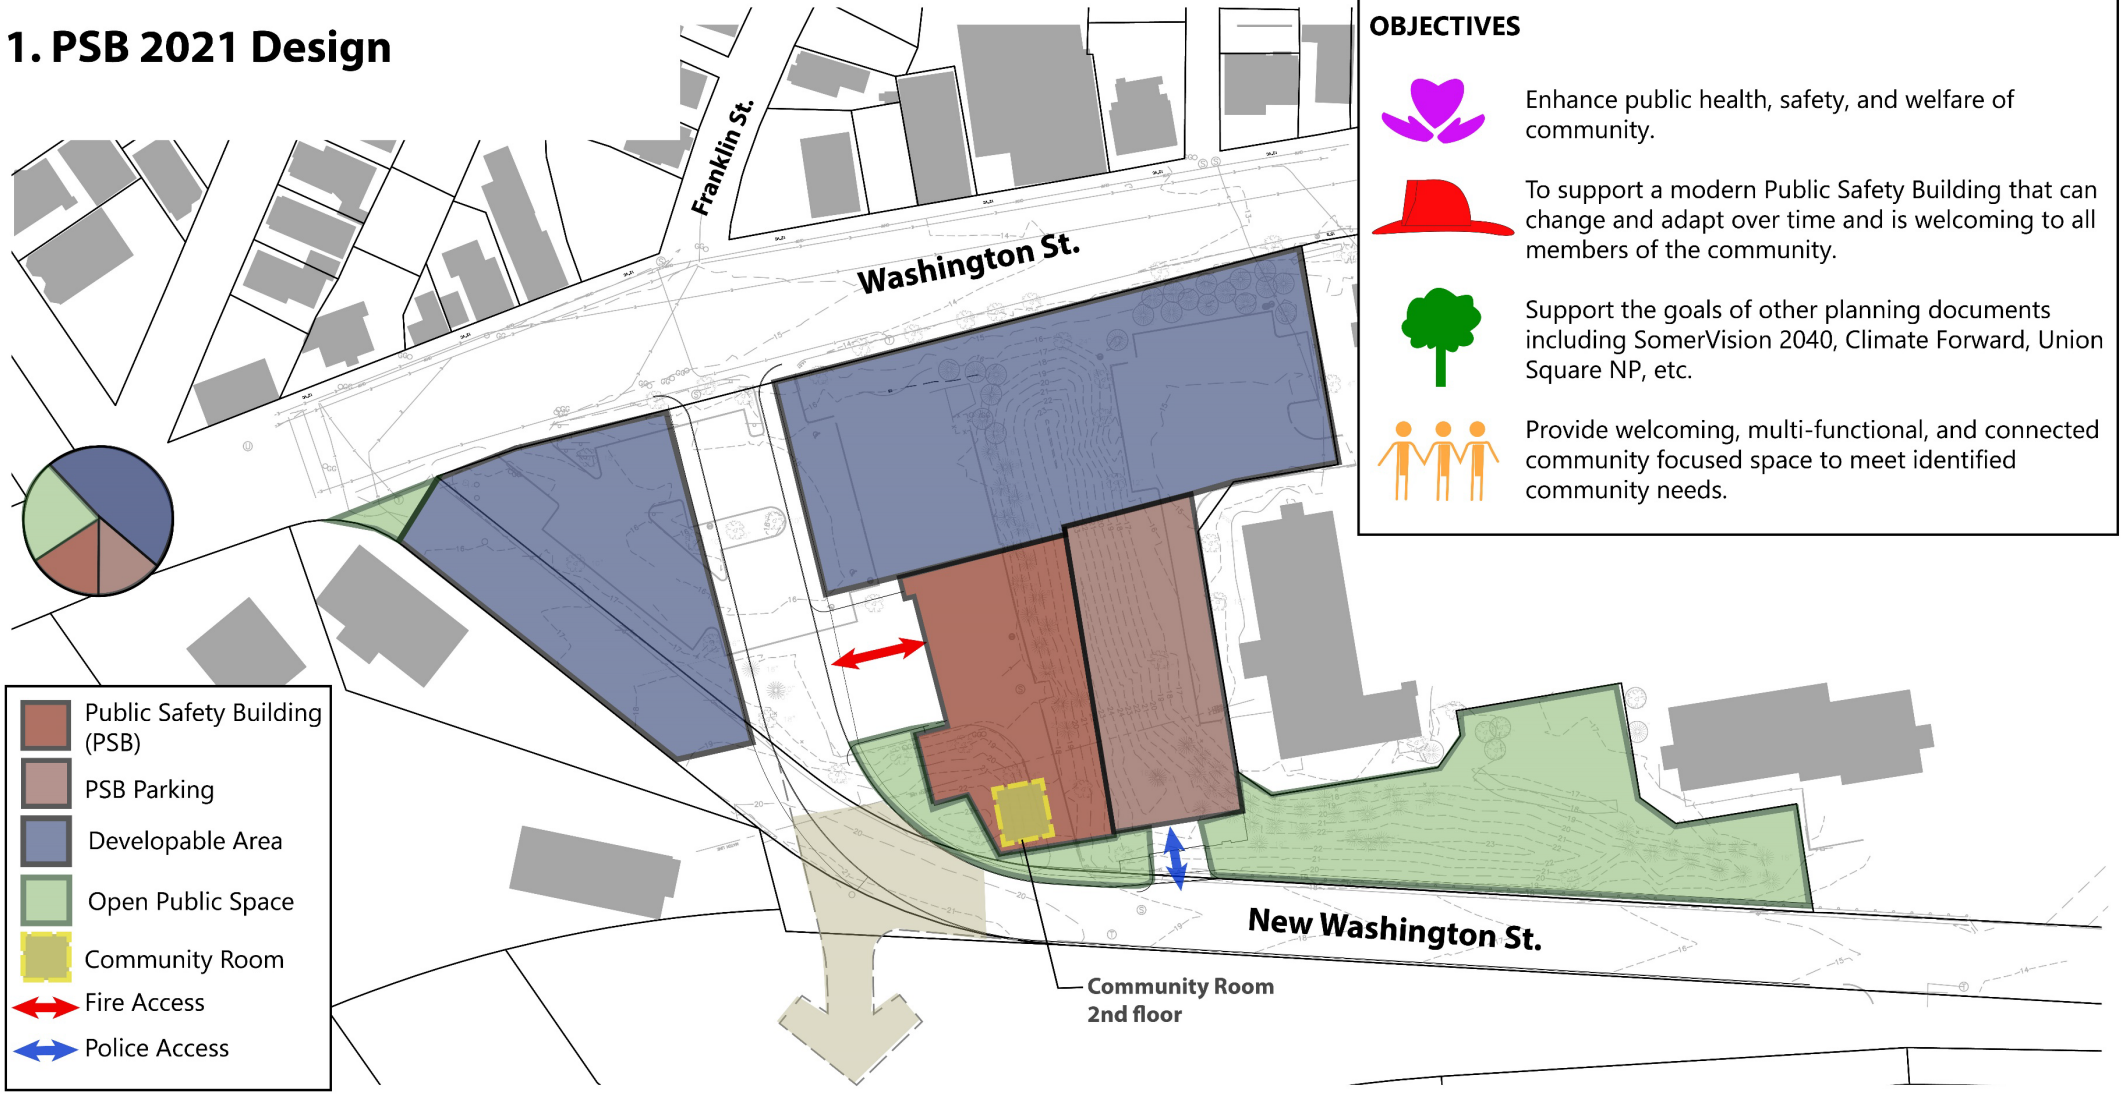 1. PSB 2021 Design
OBJECTIVES
Enhance public health, safety, and welfare of
community.
To support a modern Public Safety Building that can
change and adapt over time and is welcoming to all
members of the community.
Support the goals of other planning documents
including SomerVision 2040, Climate Forward, Union
Square NP, etc.
Provide welcoming, multi-functional, and connected
community focused space to meet identified
community needs.
Franklin St.
Washington St.
New Washington St.
Community Room
2nd floor
Public Safety Building
(PSB)
PSB Parking
Developable Area
Open Public Space
Community Room
Fire Access
Police Access